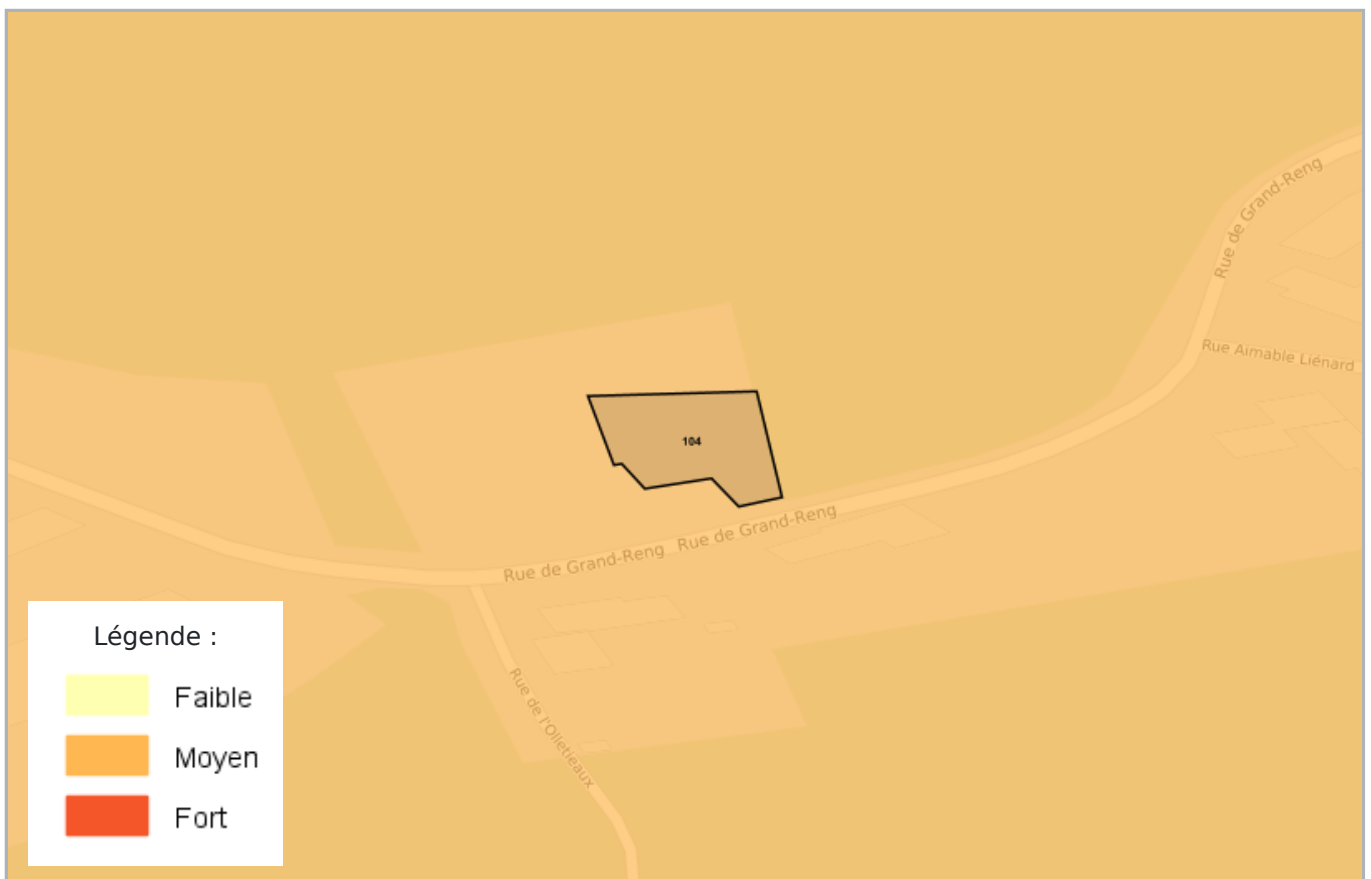 Rue de Grand-Reng
Rue Aimable Liénard
104
Rue de Grand-Reng
Rue de Grand-Reng
Rue de l'Olletieaux
Légende :
Faible
Moyen
Fort